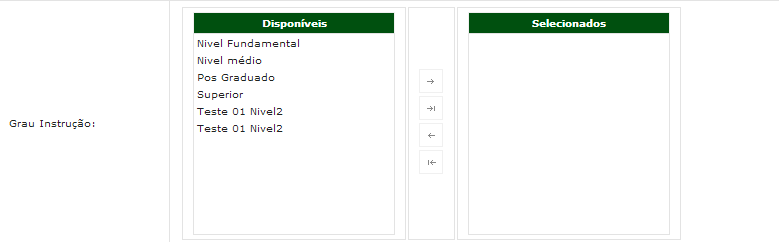 Disponíveis
Selecionados
Nivel Fundamental
Nivel médio
Pos Graduado
Superior
Teste 01 Nivel2
Grau Instrução:
Teste 01 Nivel2